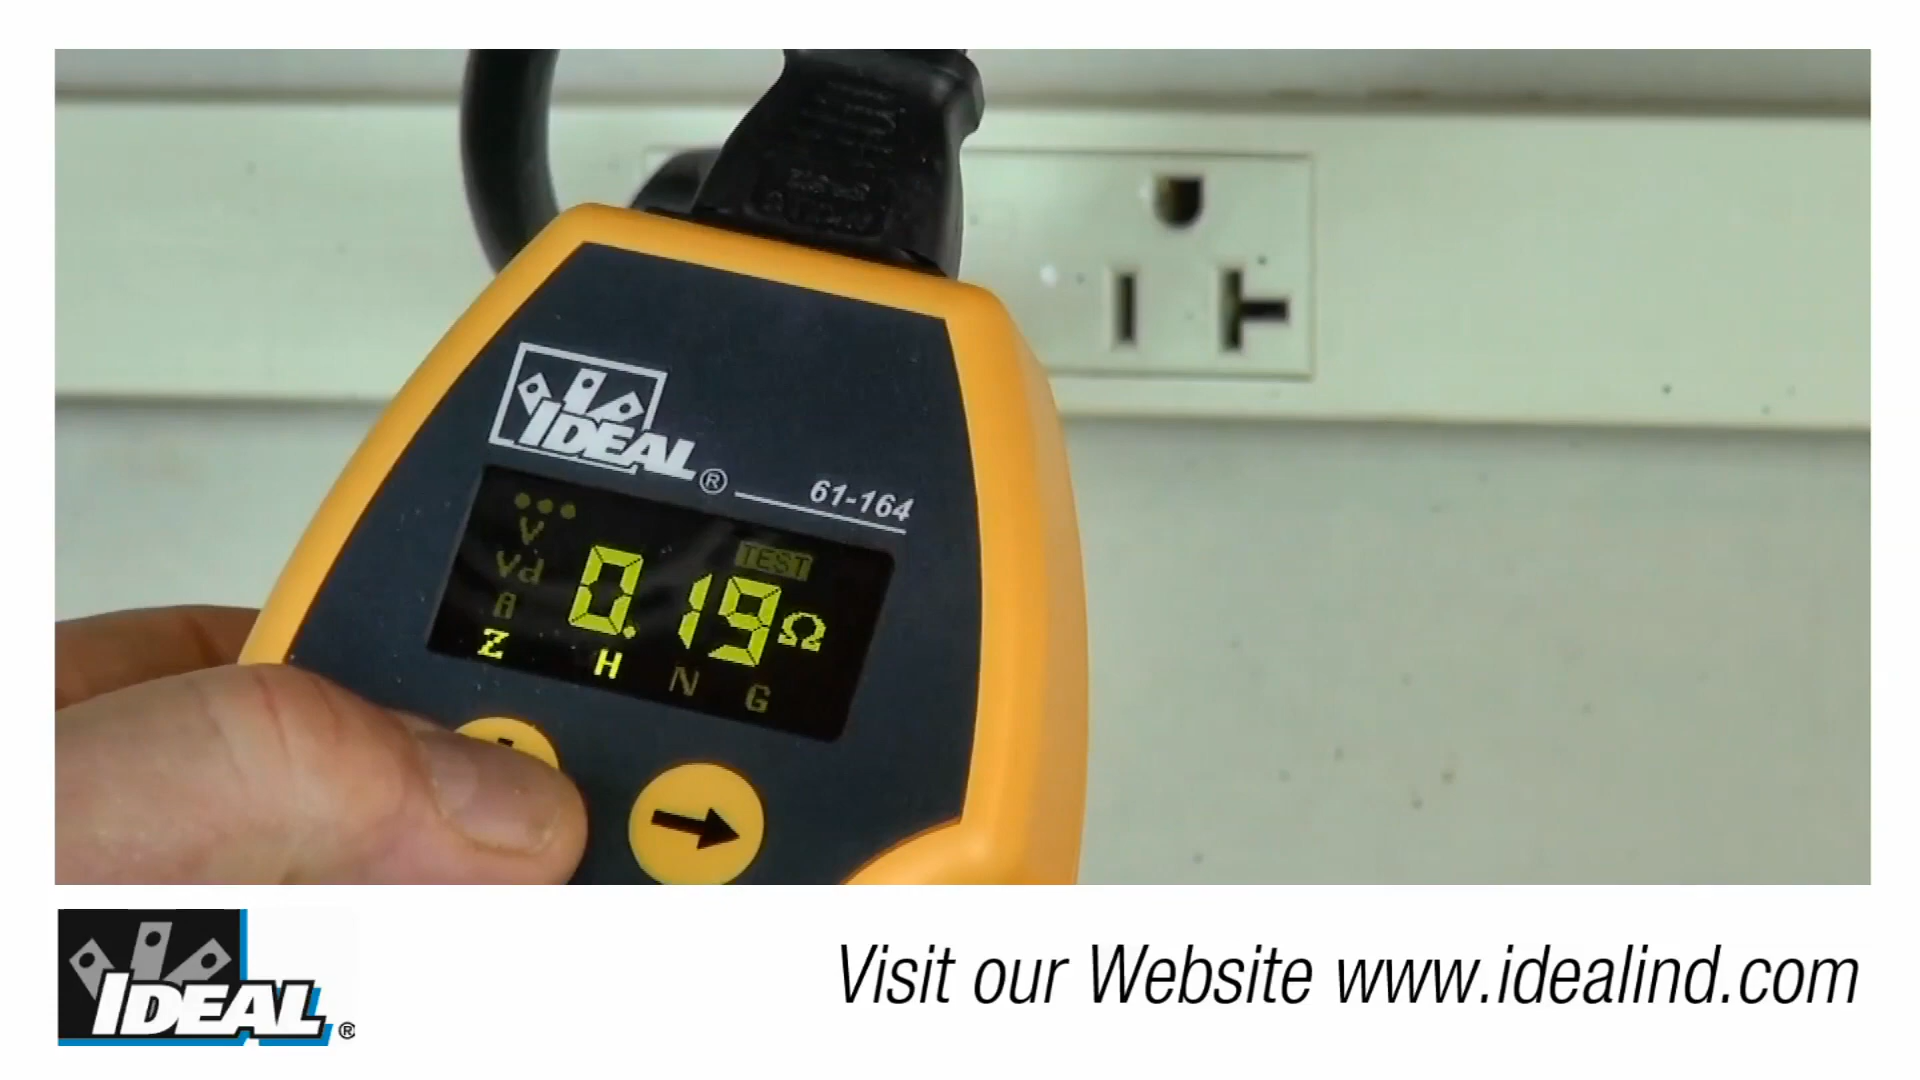 IDEAL®
61-164
V
TEST
Vd
0.19Ω
A
Z H N G
IDEAL®
Visit our Website www.idealind.com